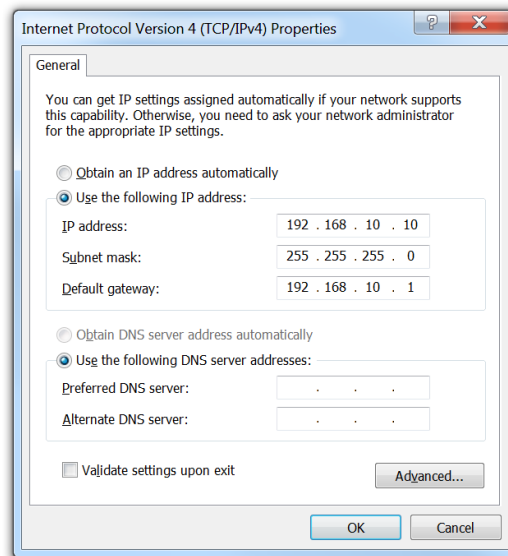 Internet Protocol Version 4 (TCP/IPv4) Properties
?
General
You can get IP settings assigned automatically if your network supports
this capability. Otherwise, you need to ask your network administrator
for the appropriate IP settings.
Obtain an IP address automatically
Use the following IP address:
IP address: 192 . 168 . 10 . 10
Subnet mask: 255 . 255 . 255 . 0
Default gateway: 192 . 168 . 10 . 1
Obtain DNS server address automatically
Use the following DNS server addresses:
Preferred DNS server: . . .
Alternate DNS server: . . .
Validate settings upon exit
Advanced...
OK Cancel